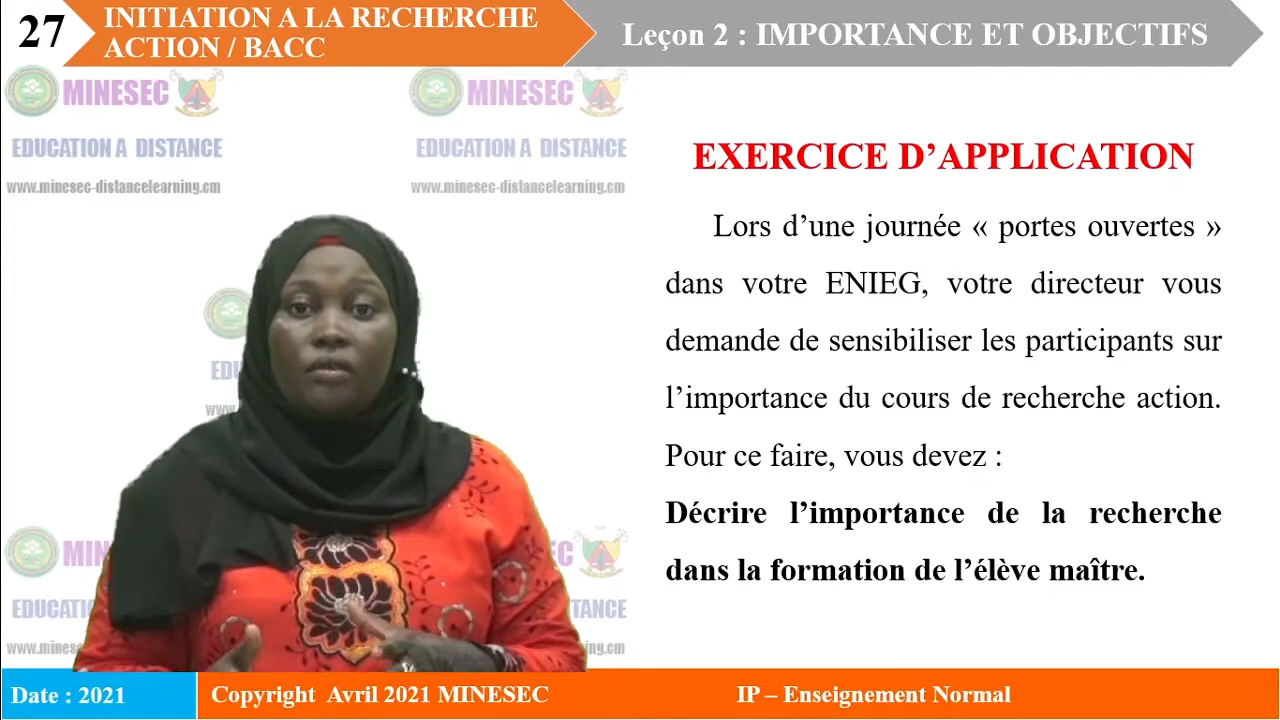 27
INITIATION A LA RECHERCHE
ACTION / BACC
Leçon 2 : IMPORTANCE ET OBJECTIFS
MINESEC
EDUCATION A DISTANCE
www.minesec-distancelearning.cm
MINESEC
EDUCATION A DISTANCE
www.minesec-distancelearning.cm
EXERCICE D’APPLICATION
Lors d’une journée « portes ouvertes »
dans votre ENIEG, votre directeur vous
demande de sensibiliser les participants sur
l’importance du cours de recherche action.
Pour ce faire, vous devez :
Décrire l’importance de la recherche
dans la formation de l’élève maître.
Date : 2021
Copyright Avril 2021 MINESEC
IP – Enseignement Normal